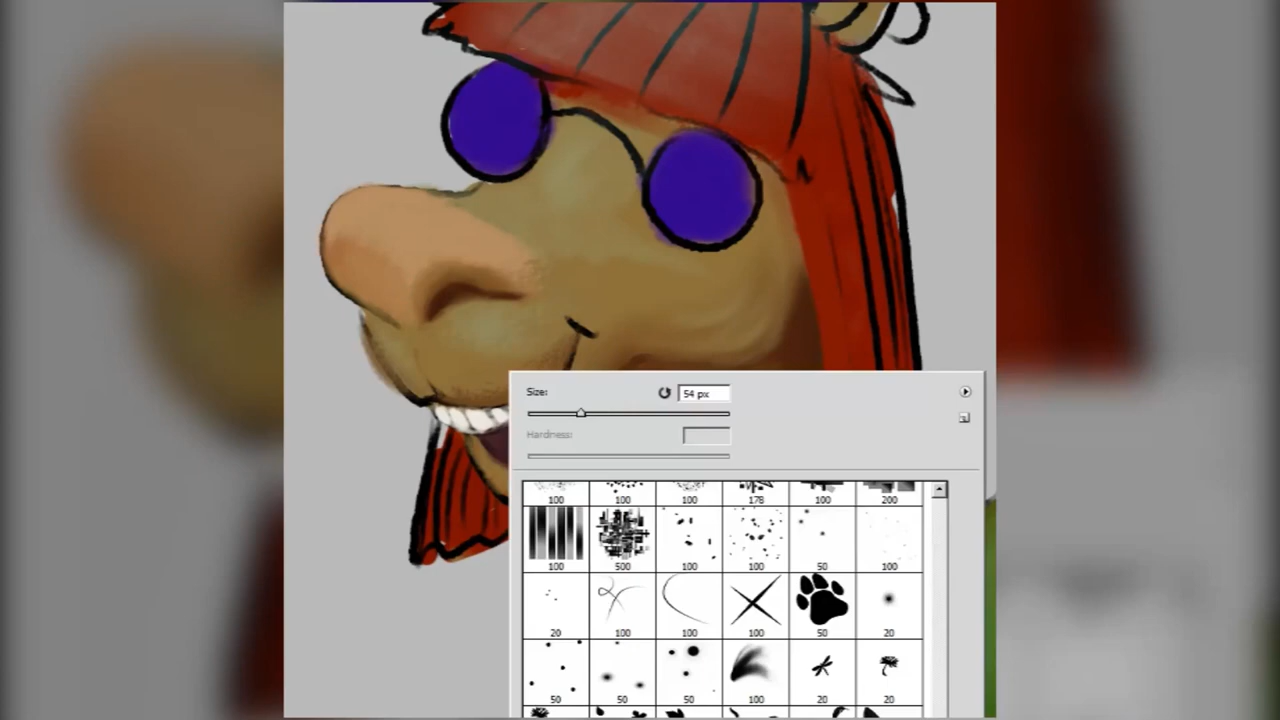 Size: 54 px
Hardness:
100 100 100 178 100 200
100 500 100 100 50 100
20 100 100 100 50 20
50 50 50 100 20 20